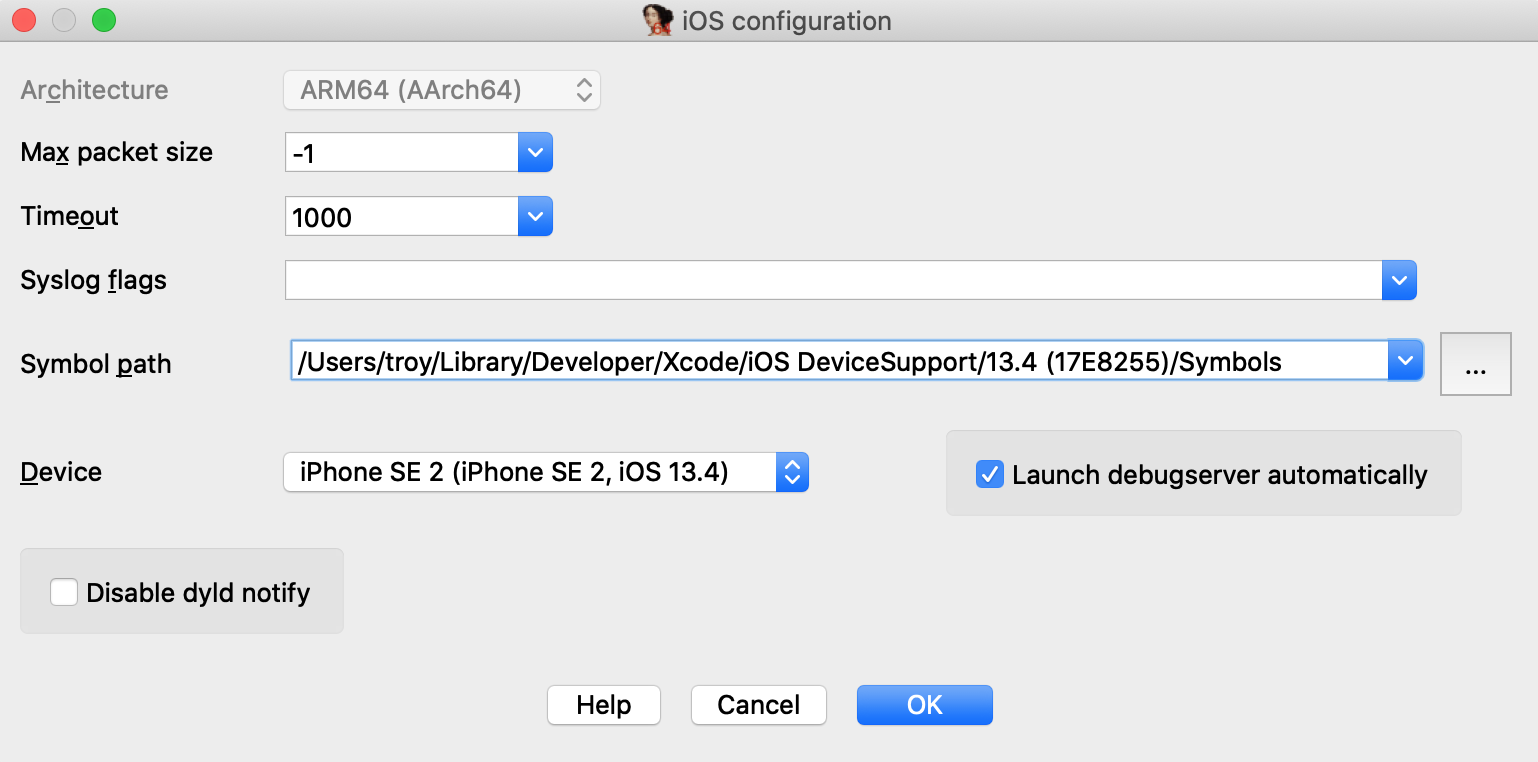 iOS configuration
Architecture ARM64 (AArch64)
Max packet size -1
Timeout 1000
Syslog flags
Symbol path /Users/troy/Library/Developer/Xcode/iOS DeviceSupport/13.4 (17E8255)/Symbols ...
Device iPhone SE 2 (iPhone SE 2, iOS 13.4) Launch debugserver automatically
Disable dyld notify
Help Cancel OK